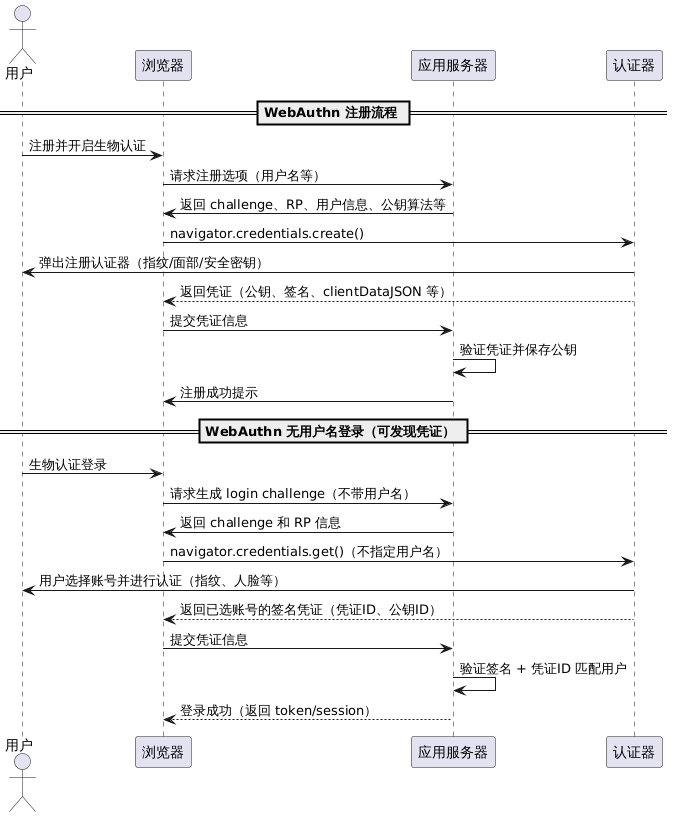 用户
浏览器
应用服务器
认证器
WebAuthn 注册流程
注册并开启生物认证
请求注册选项（用户名等）
返回 challenge、RP、用户信息、公钥算法等
navigator.credentials.create()
弹出注册认证器（指纹/面部/安全密钥）
返回凭证（公钥、签名、clientDataJSON 等）
提交凭证信息
验证凭证并保存公钥
注册成功提示
WebAuthn 无用户名登录（可发现凭证）
生物认证登录
请求生成 login challenge（不带用户名）
返回 challenge 和 RP 信息
navigator.credentials.get()（不指定用户名）
用户选择账号并进行认证（指纹、人脸等）
返回已选账号的签名凭证（凭证ID、公钥ID）
提交凭证信息
验证签名 + 凭证ID 匹配用户
登录成功（返回 token/session）
用户
浏览器
应用服务器
认证器